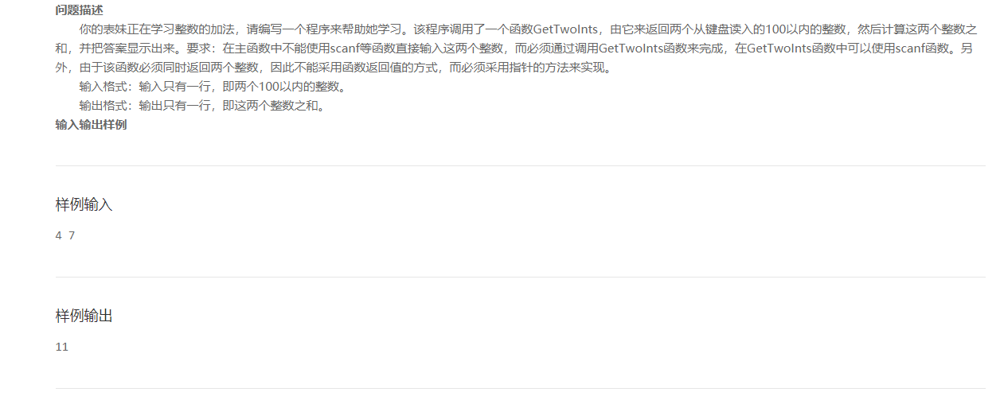 问题描述
你的表妹正在学习整数的加法，请编写一个程序来帮助她学习。该程序调用了一个函数GetTwoInts，由它来返回两个从键盘读入的100以内的整数，然后计算这两个整数之
和，并把答案显示出来。要求：在主函数中不能使用scanf等函数直接输入这两个整数，而必须通过调用GetTwoInts函数来完成，在GetTwoInts函数中可以使用scanf函数。另
外，由于该函数必须同时返回两个整数，因此不能采用函数返回值的方式，而必须采用指针的方法来实现。
输入格式：输入只有一行，即两个100以内的整数。
输出格式：输出只有一行，即这两个整数之和。
输入输出样例
样例输入
4 7
样例输出
11